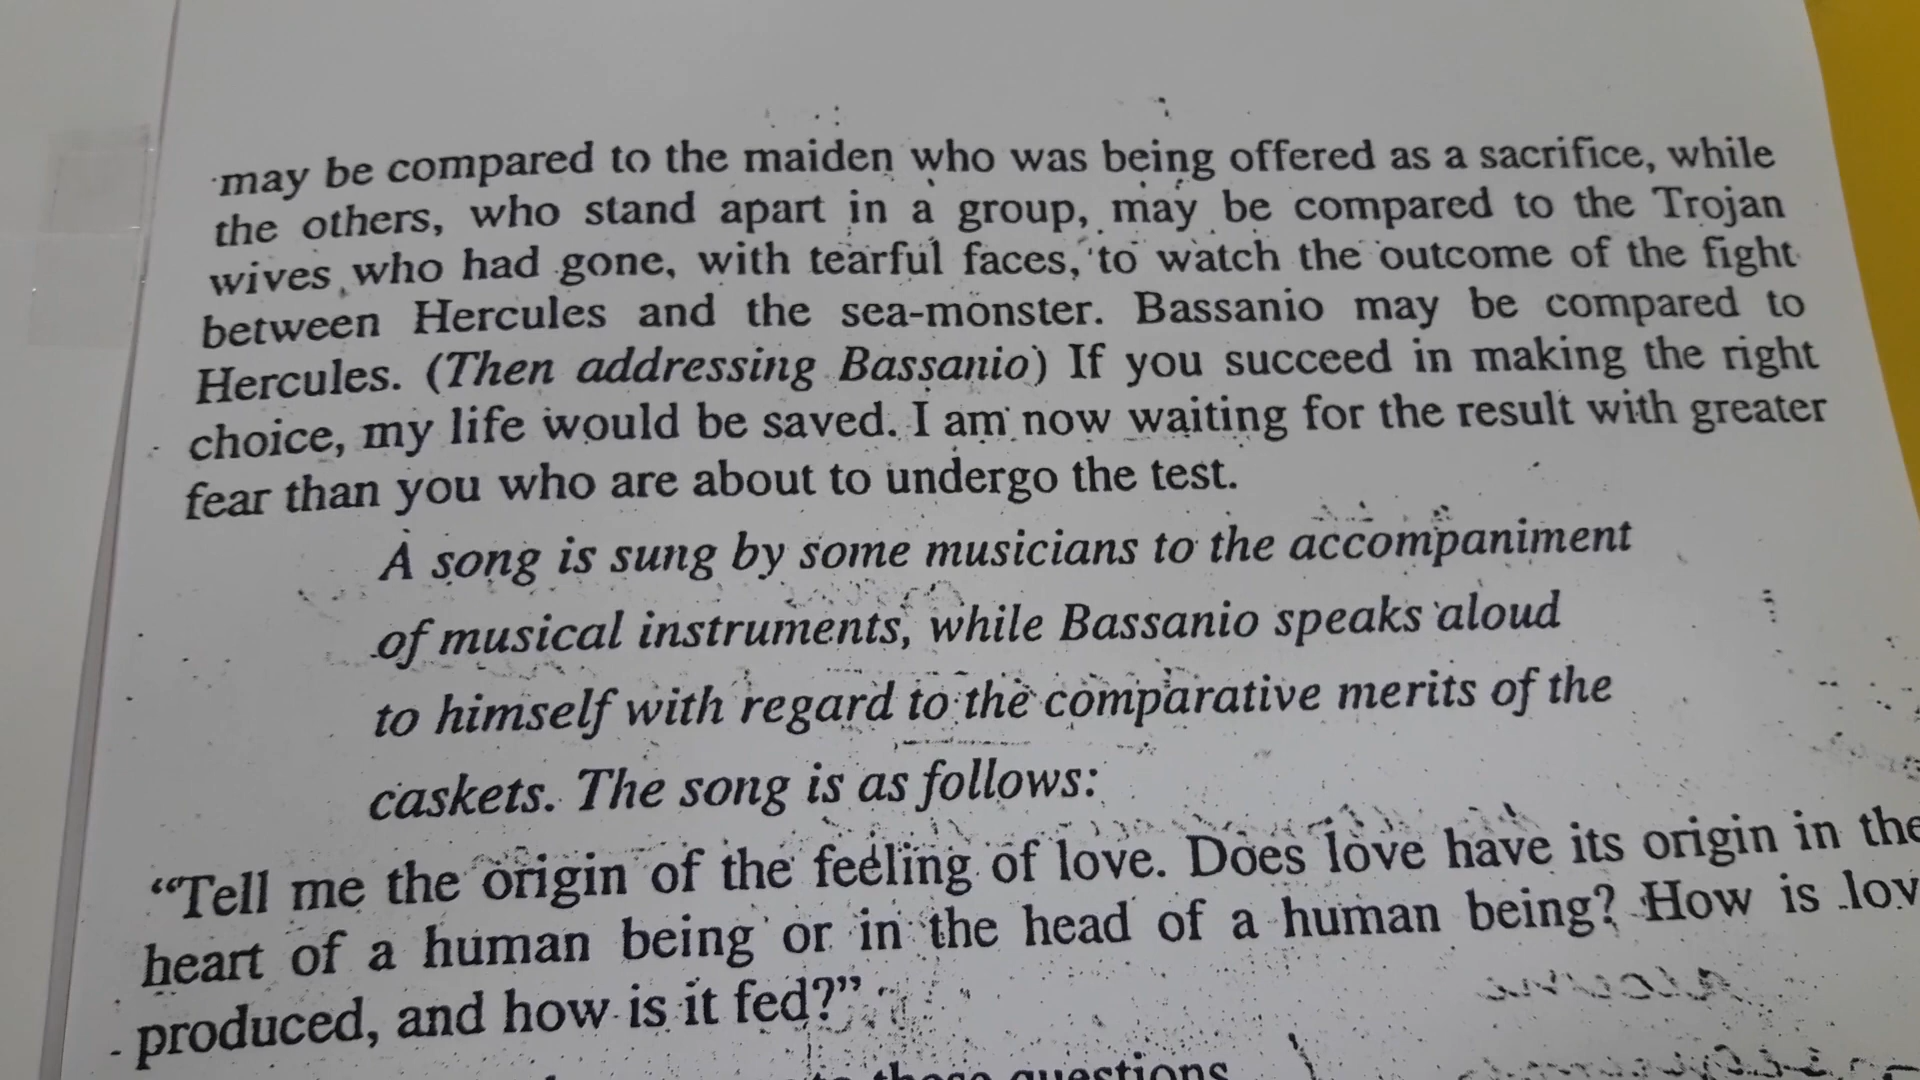 may be compared to the maiden who was being offered as a sacrifice, while
the others, who stand apart in a group, may be compared to the Trojan
wives who had gone, with tearful faces, to watch the outcome of the fight
between Hercules and the sea-monster. Bassanio may be compared to
Hercules. (Then addressing Bassanio) If you succeed in making the right
choice, my life would be saved. I am now waiting for the result with greater
fear than you who are about to undergo the test.
A song is sung by some musicians to the accompaniment
of musical instruments, while Bassanio speaks aloud
to himself with regard to the comparative merits of the
caskets. The song is as follows:
“Tell me the origin of the feeling of love. Does love have its origin in the
heart of a human being or in the head of a human being? How is lov
produced, and how is it fed?”
these questions